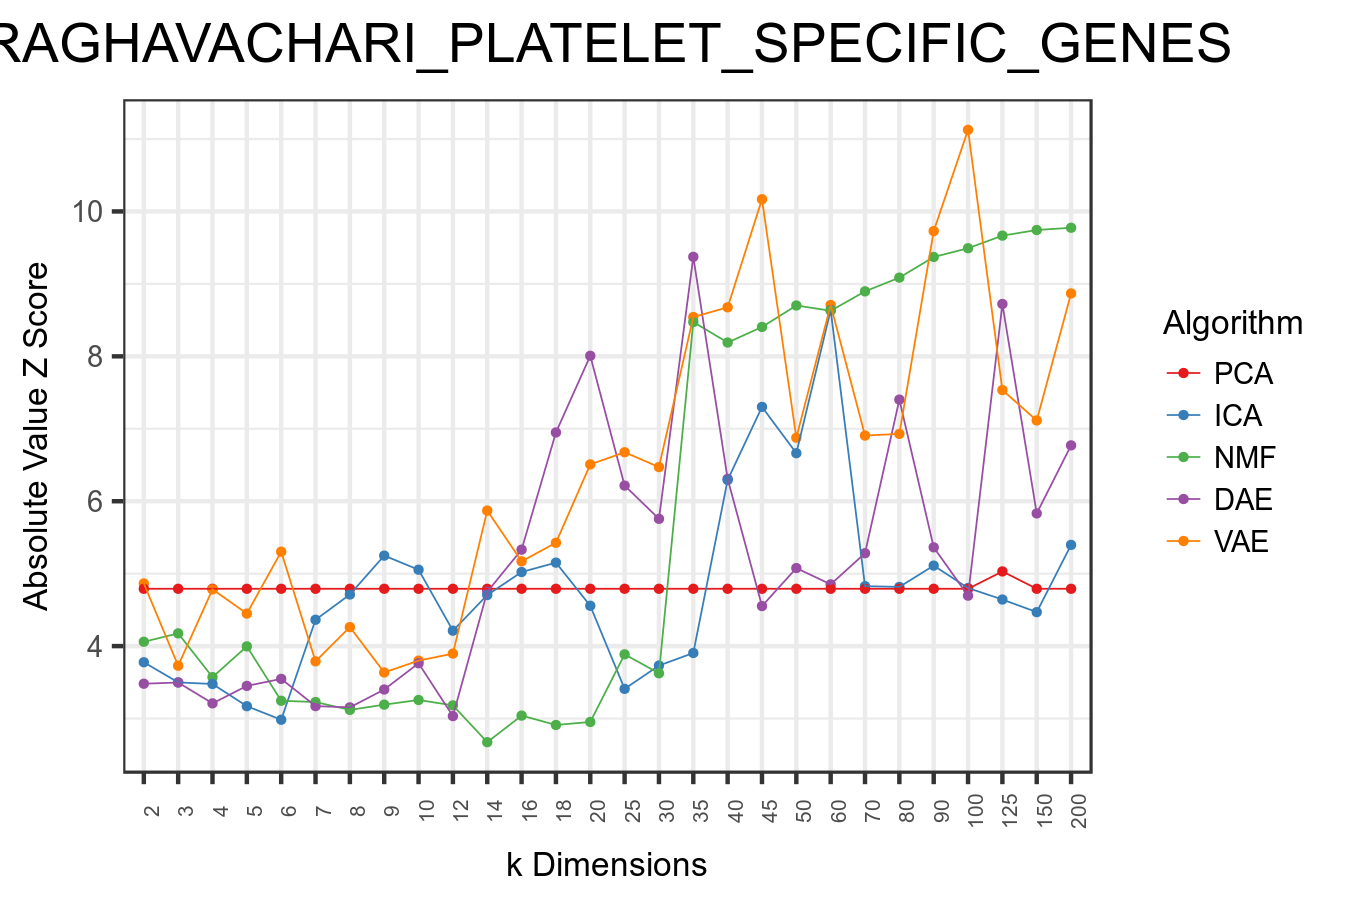 RAGHAVACHARI_PLATELET_SPECIFIC_GENES
Absolute Value Z Score
10
8
6
4
2 3 4 5 6 7 8 9 10 12 14 16 18 20 25 30 35 40 45 50 60 70 80 90 100 125 150 200
k Dimensions
Algorithm
PCA
ICA
NMF
DAE
VAE